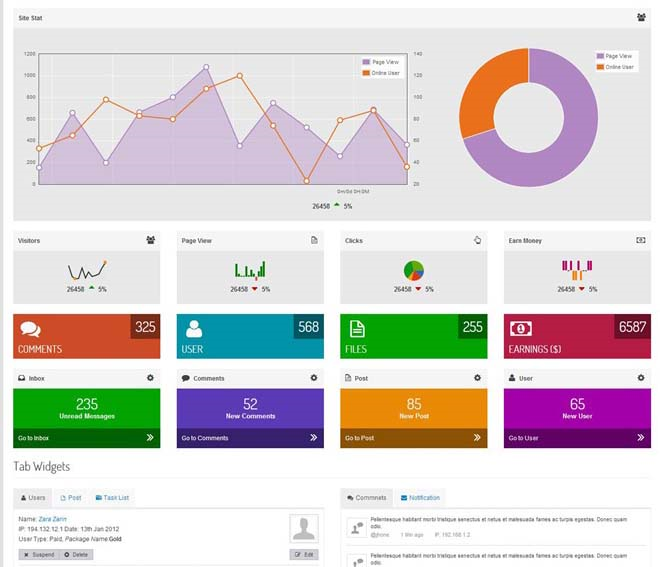 Site Stat
1200
1000
800
600
400
200
0
140
120
100
80
60
40
20
Page View
Online User
Page View
Online User
26458 5%
Visitors
Page View
Clicks
Earn Money
26458 5%
26458 5%
26458 5%
26458 5%
325
COMMENTS
568
USER
255
FILES
6587
EARNINGS ($)
Inbox
Comments
Post
User
235
Unread Messages
52
New Comments
85
New Post
65
New User
Go to Inbox
Go to Comments
Go to Post
Go to User
Tab Widgets
Users Post Task List
Name: Zara Zarin
IP: 194.132.12.1 Date: 13th Jan 2012
User Type: Paid, Package Name:Gold
Suspend Delete Edit
Commnets Notification
Pellentesque habitant morbi tristique senectus et netus et malesuada fames ac turpis egestas. Donec quam
odio.
@jhone 1 Min ago IP: 192.168.1.2
Pellentesque habitant morbi tristique senectus et netus et malesuada fames ac turpis egestas. Donec quam
odio.